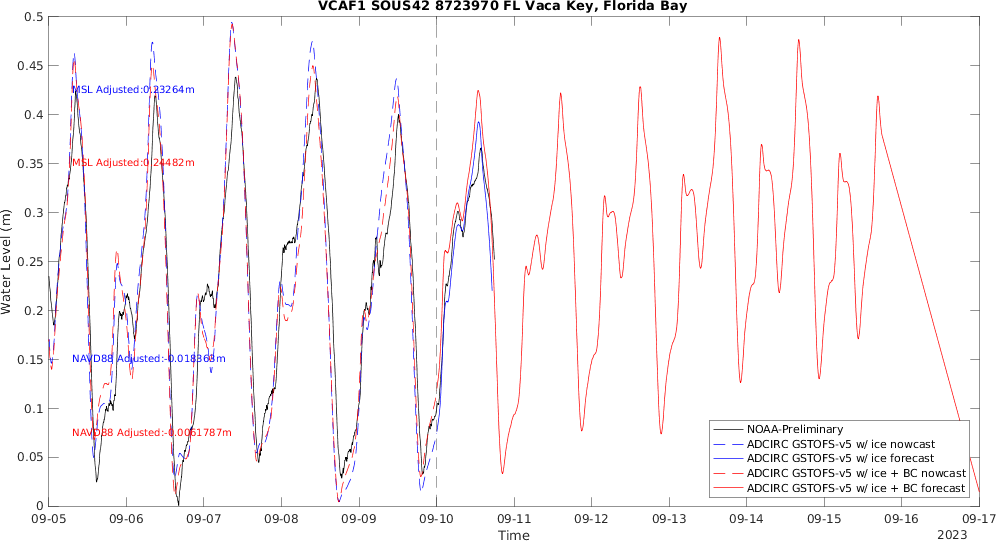 VCAF1 SOUS42 8723970 FL Vaca Key, Florida Bay
0.5
0.45
0.4
0.35
0.3
0.25
0.2
0.15
0.1
0.05
0
Water Level (m)
MSL Adjusted:0.23264m
MSL Adjusted:0.24482m
NAVD88 Adjusted:-0.018363m
NAVD88 Adjusted:-0.0061787m
NOAA-Preliminary
ADCIRC GSTOFS-v5 w/ ice nowcast
ADCIRC GSTOFS-v5 w/ ice forecast
ADCIRC GSTOFS-v5 w/ ice + BC nowcast
ADCIRC GSTOFS-v5 w/ ice + BC forecast
09-05 09-06 09-07 09-08 09-09 09-10 09-11 09-12 09-13 09-14 09-15 09-16 09-17
Time
2023